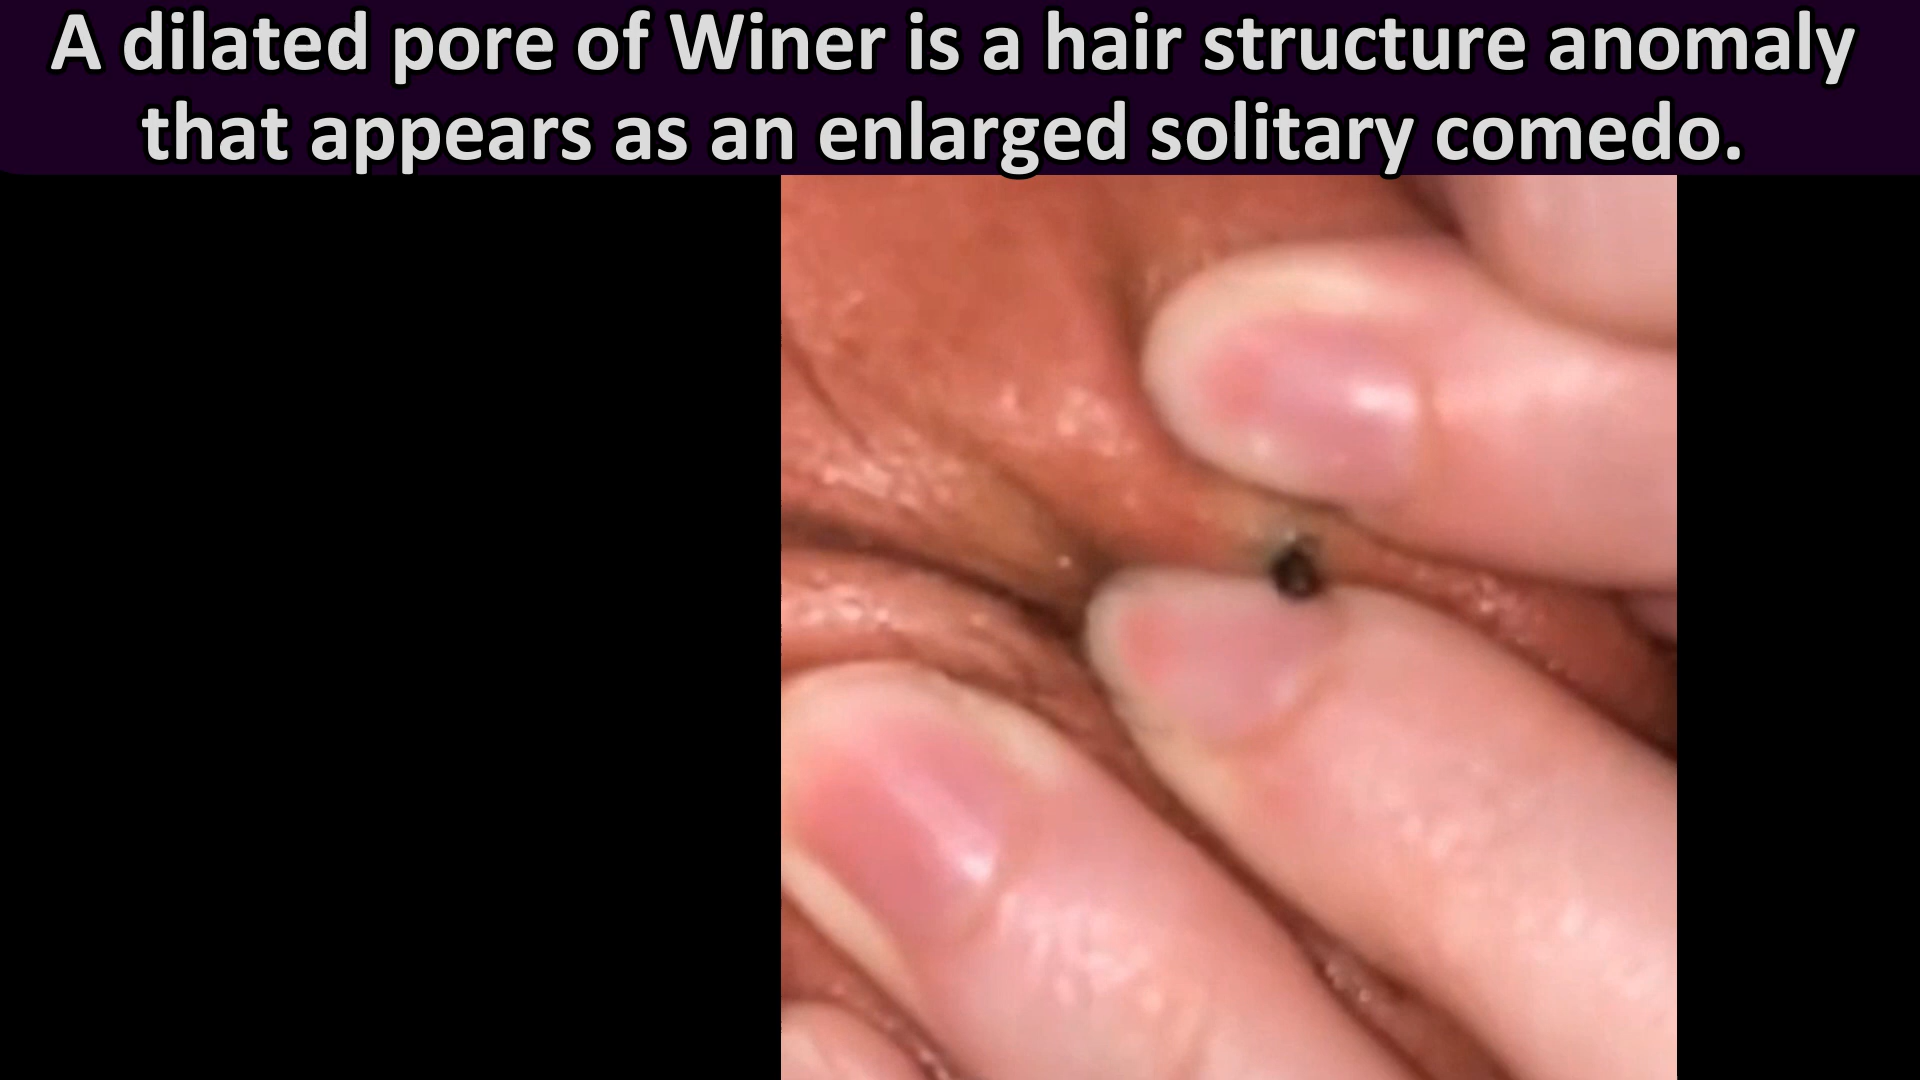 A dilated pore of Winer is a hair structure anomaly
that appears as an enlarged solitary comedo.